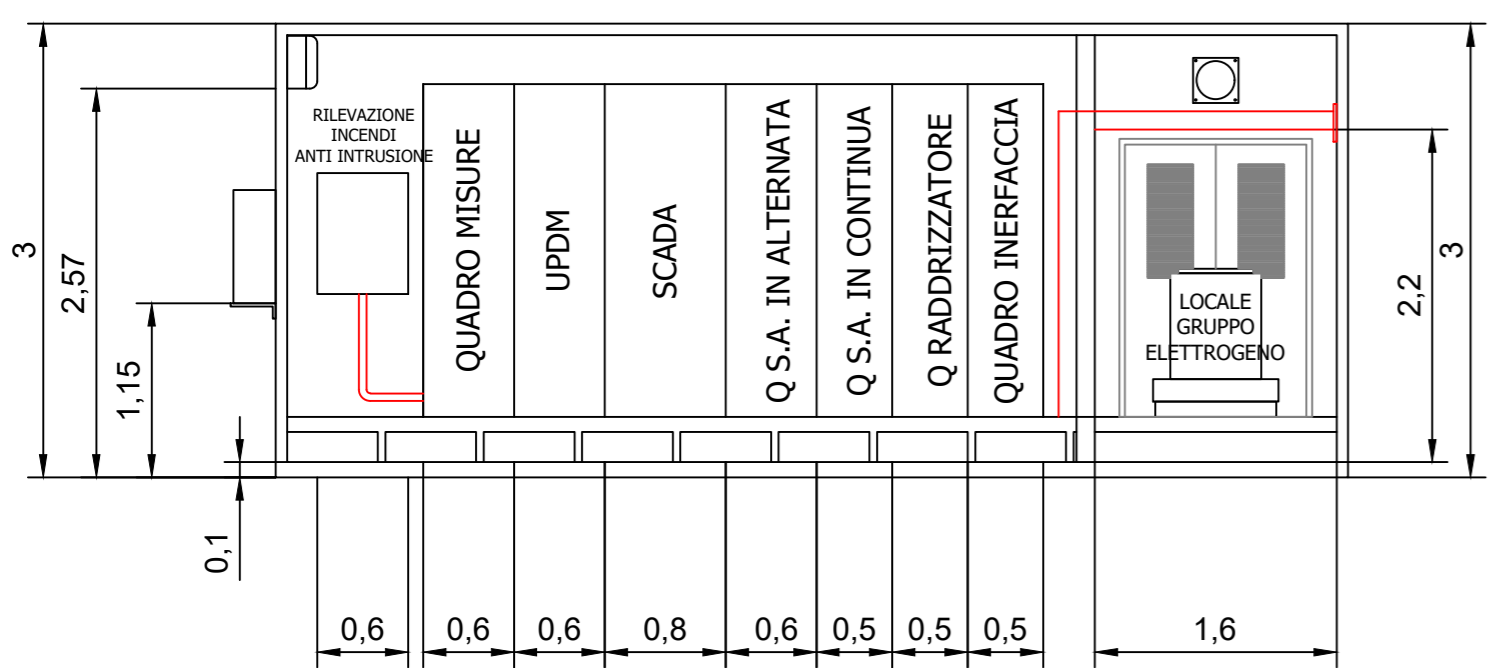 RILEVAZIONE
INCENDI
ANTI INTRUSIONE
QUADRO MISURE
UPDM
SCADA
Q S.A. IN ALTERNATA
Q S.A. IN CONTINUA
Q RADDRIZZATORE
QUADRO INERFACCIA
LOCALE
GRUPPO
ELETTROGENO
3
2,57
1,15
0,1
2,2
3
0,6
0,6
0,6
0,8
0,6
0,5
0,5
0,5
1,6